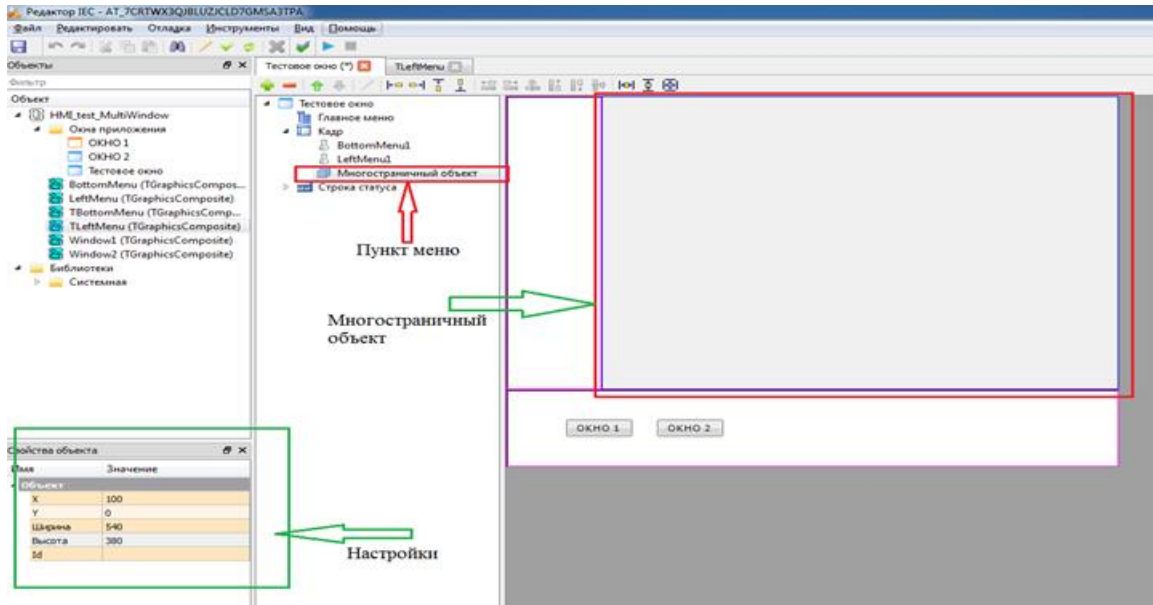 Редактор IEC - AT_7CRTWX3QJBLUZJCLD7GMSA3TPA
Файл Редактировать Отладка Инструменты Вид Помощь
Объекты
Фильтр
Объект
HMI_test_MultiWindow
Окна приложения
ОКНО 1
ОКНО 2
Тестовое окно
BottomMenu (TGraphicsCompos...
LeftMenu (TGraphicsComposite)
TBottomMenu (TGraphicsComp...
TLeftMenu (TGraphicsComposite)
Window1 (TGraphicsComposite)
Window2 (TGraphicsComposite)
Библиотеки
Системная
Тестовое окно (*)
TLeftMenu
Тестовое окно
Главное меню
Кадр
BottomMenu1
LeftMenu1
Многостраничный объект
Строка статуса
Пункт меню
Многостраничный
объект
ОКНО 1
ОКНО 2
Свойства объекта
Имя Значение
Объект
X 100
Y 0
Ширина 540
Высота 380
Id
Настройки